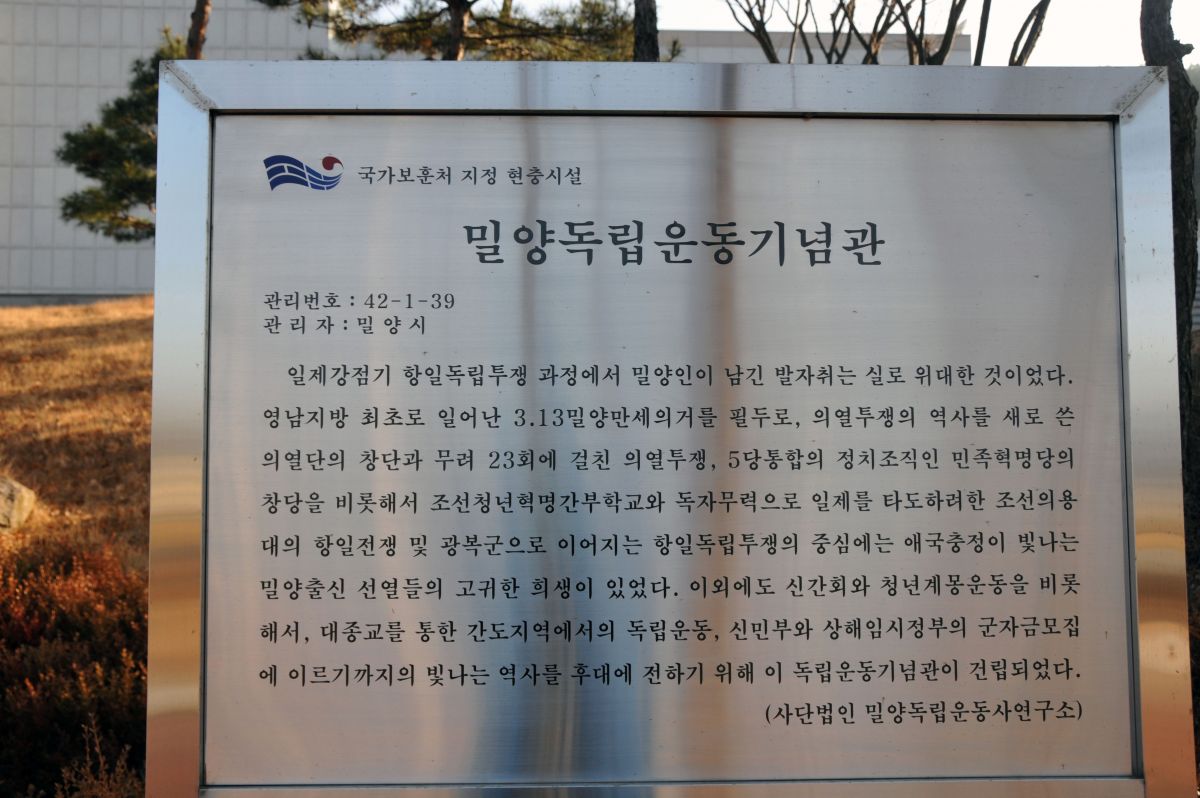 국가보훈처 지정 현충시설
밀양독립운동기념관
관리번호 : 42-1-39
관 리 자 : 밀 양 시
일제강점기 항일독립투쟁 과정에서 밀양인이 남긴 발자취는 실로 위대한 것이었다.
영남지방 최초로 일어난 3.13밀양만세의거를 필두로, 의열투쟁의 역사를 새로 쓴
의열단의 창단과 무려 23회에 걸친 의열투쟁, 5당통합의 정치조직인 민족혁명당의
창당을 비롯해서 조선청년혁명간부학교와 독자무력으로 일제를 타도하려한 조선의용
대의 항일전쟁 및 광복군으로 이어지는 항일독립투쟁의 중심에는 애국충정이 빛나는
밀양출신 선열들의 고귀한 희생이 있었다. 이외에도 신간회와 청년계몽운동을 비롯
해서, 대종교를 통한 간도지역에서의 독립운동, 신민부와 상해임시정부의 군자금모집
에 이르기까지의 빛나는 역사를 후대에 전하기 위해 이 독립운동기념관이 건립되었다.
(사단법인 밀양독립운동사연구소)